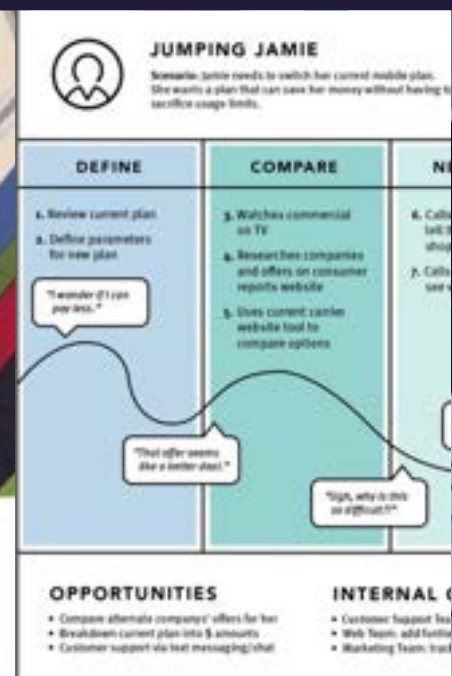 JUMPING JAMIE
Scenario: Jamie needs to switch her current mobile plan.
She wants a plan that can save her money without having to
sacrifice usage limits.
DEFINE
COMPARE
1. Review current plan
2. Define parameters
for new plan
3. Watches commercial
on TV
4. Researches companies
and offers on consumer
reports website
5. Uses current carrier
website tool to
compare options
6.
7.
"I wonder if I can
pay less."
"That offer seems
like a better deal."
"Sigh, why is this
so difficult?!"
OPPORTUNITIES
• Compare alternate companys' offers for her
• Breakdown current plan into $ amounts
• Customer support via text messaging/chat
INTERNAL
• Customer Support
• Web Team: add
• Marketing Team: